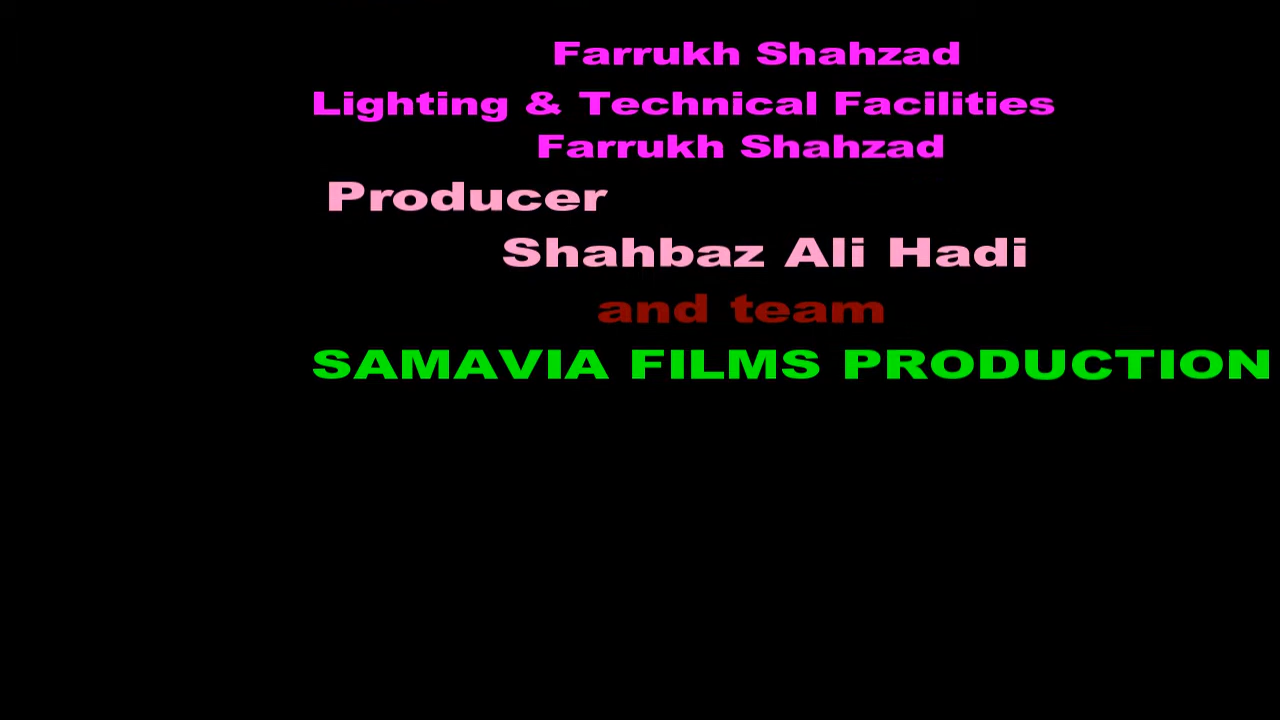 Farrukh Shahzad
Lighting & Technical Facilities
Farrukh Shahzad
Producer
Shahbaz Ali Hadi
and team
SAMAVIA FILMS PRODUCTION